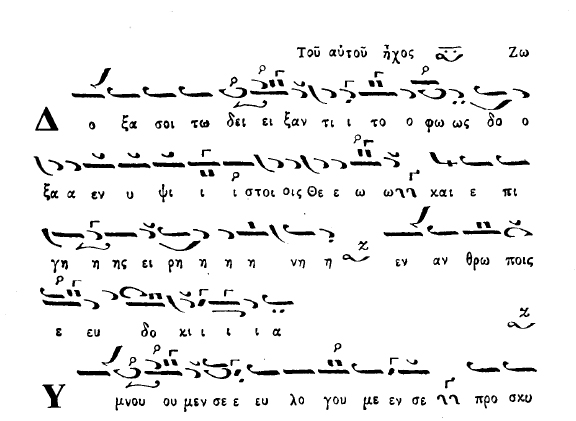 Τοῦ αὐτοῦ ἦχος Ζω
Δ ο ξα σοι τω δει ει ξαν τι ι το ο φω ως δο ο
ξα α εν υ ψι ι ι στοι οις Θε ε ω ω και ε πι
γη η ης ει ρη η η η νη η εν αν θρω ποις
ε ευ δο κι ι ι ι α
Υ μνου ου μεν σε ε ευ λο γου με εν σε προ σκυ